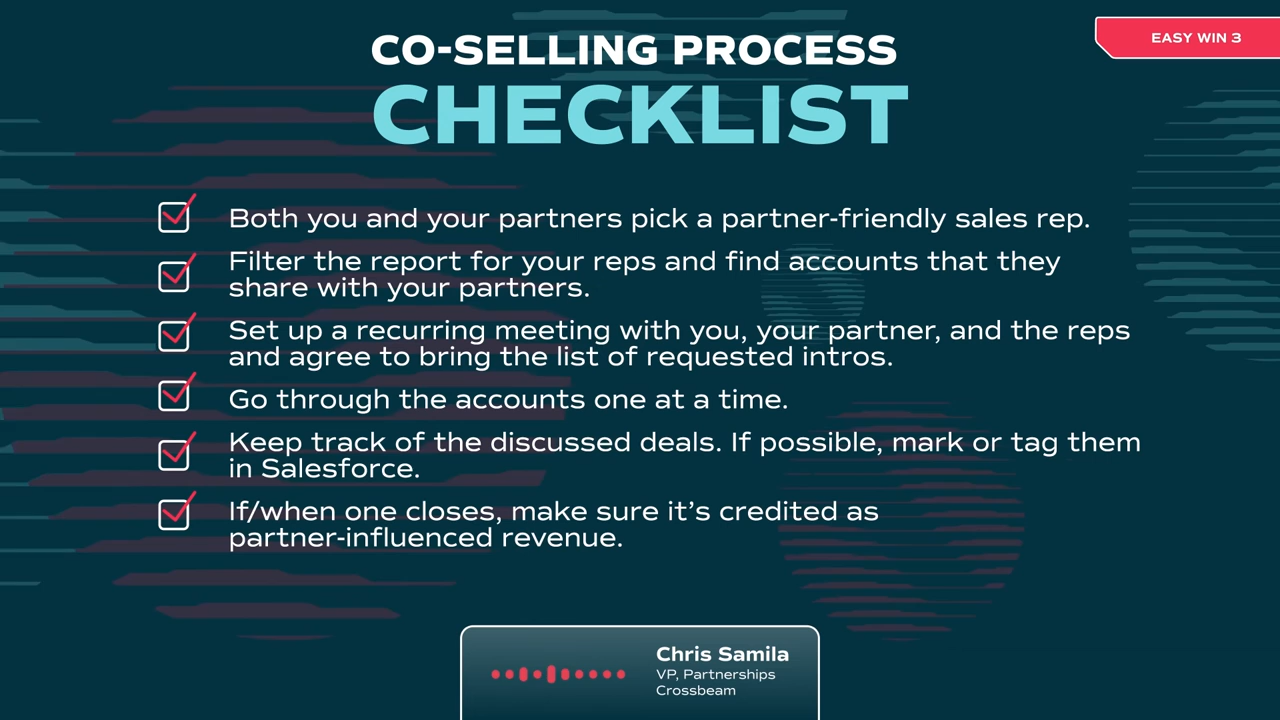 CO-SELLING PROCESS
CHECKLIST
EASY WIN 3
Both you and your partners pick a partner-friendly sales rep.
Filter the report for your reps and find accounts that they
share with your partners.
Set up a recurring meeting with you, your partner, and the reps
and agree to bring the list of requested intros.
Go through the accounts one at a time.
Keep track of the discussed deals. If possible, mark or tag them
in Salesforce.
If/when one closes, make sure it’s credited as
partner-influenced revenue.
Chris Samila
VP, Partnerships
Crossbeam